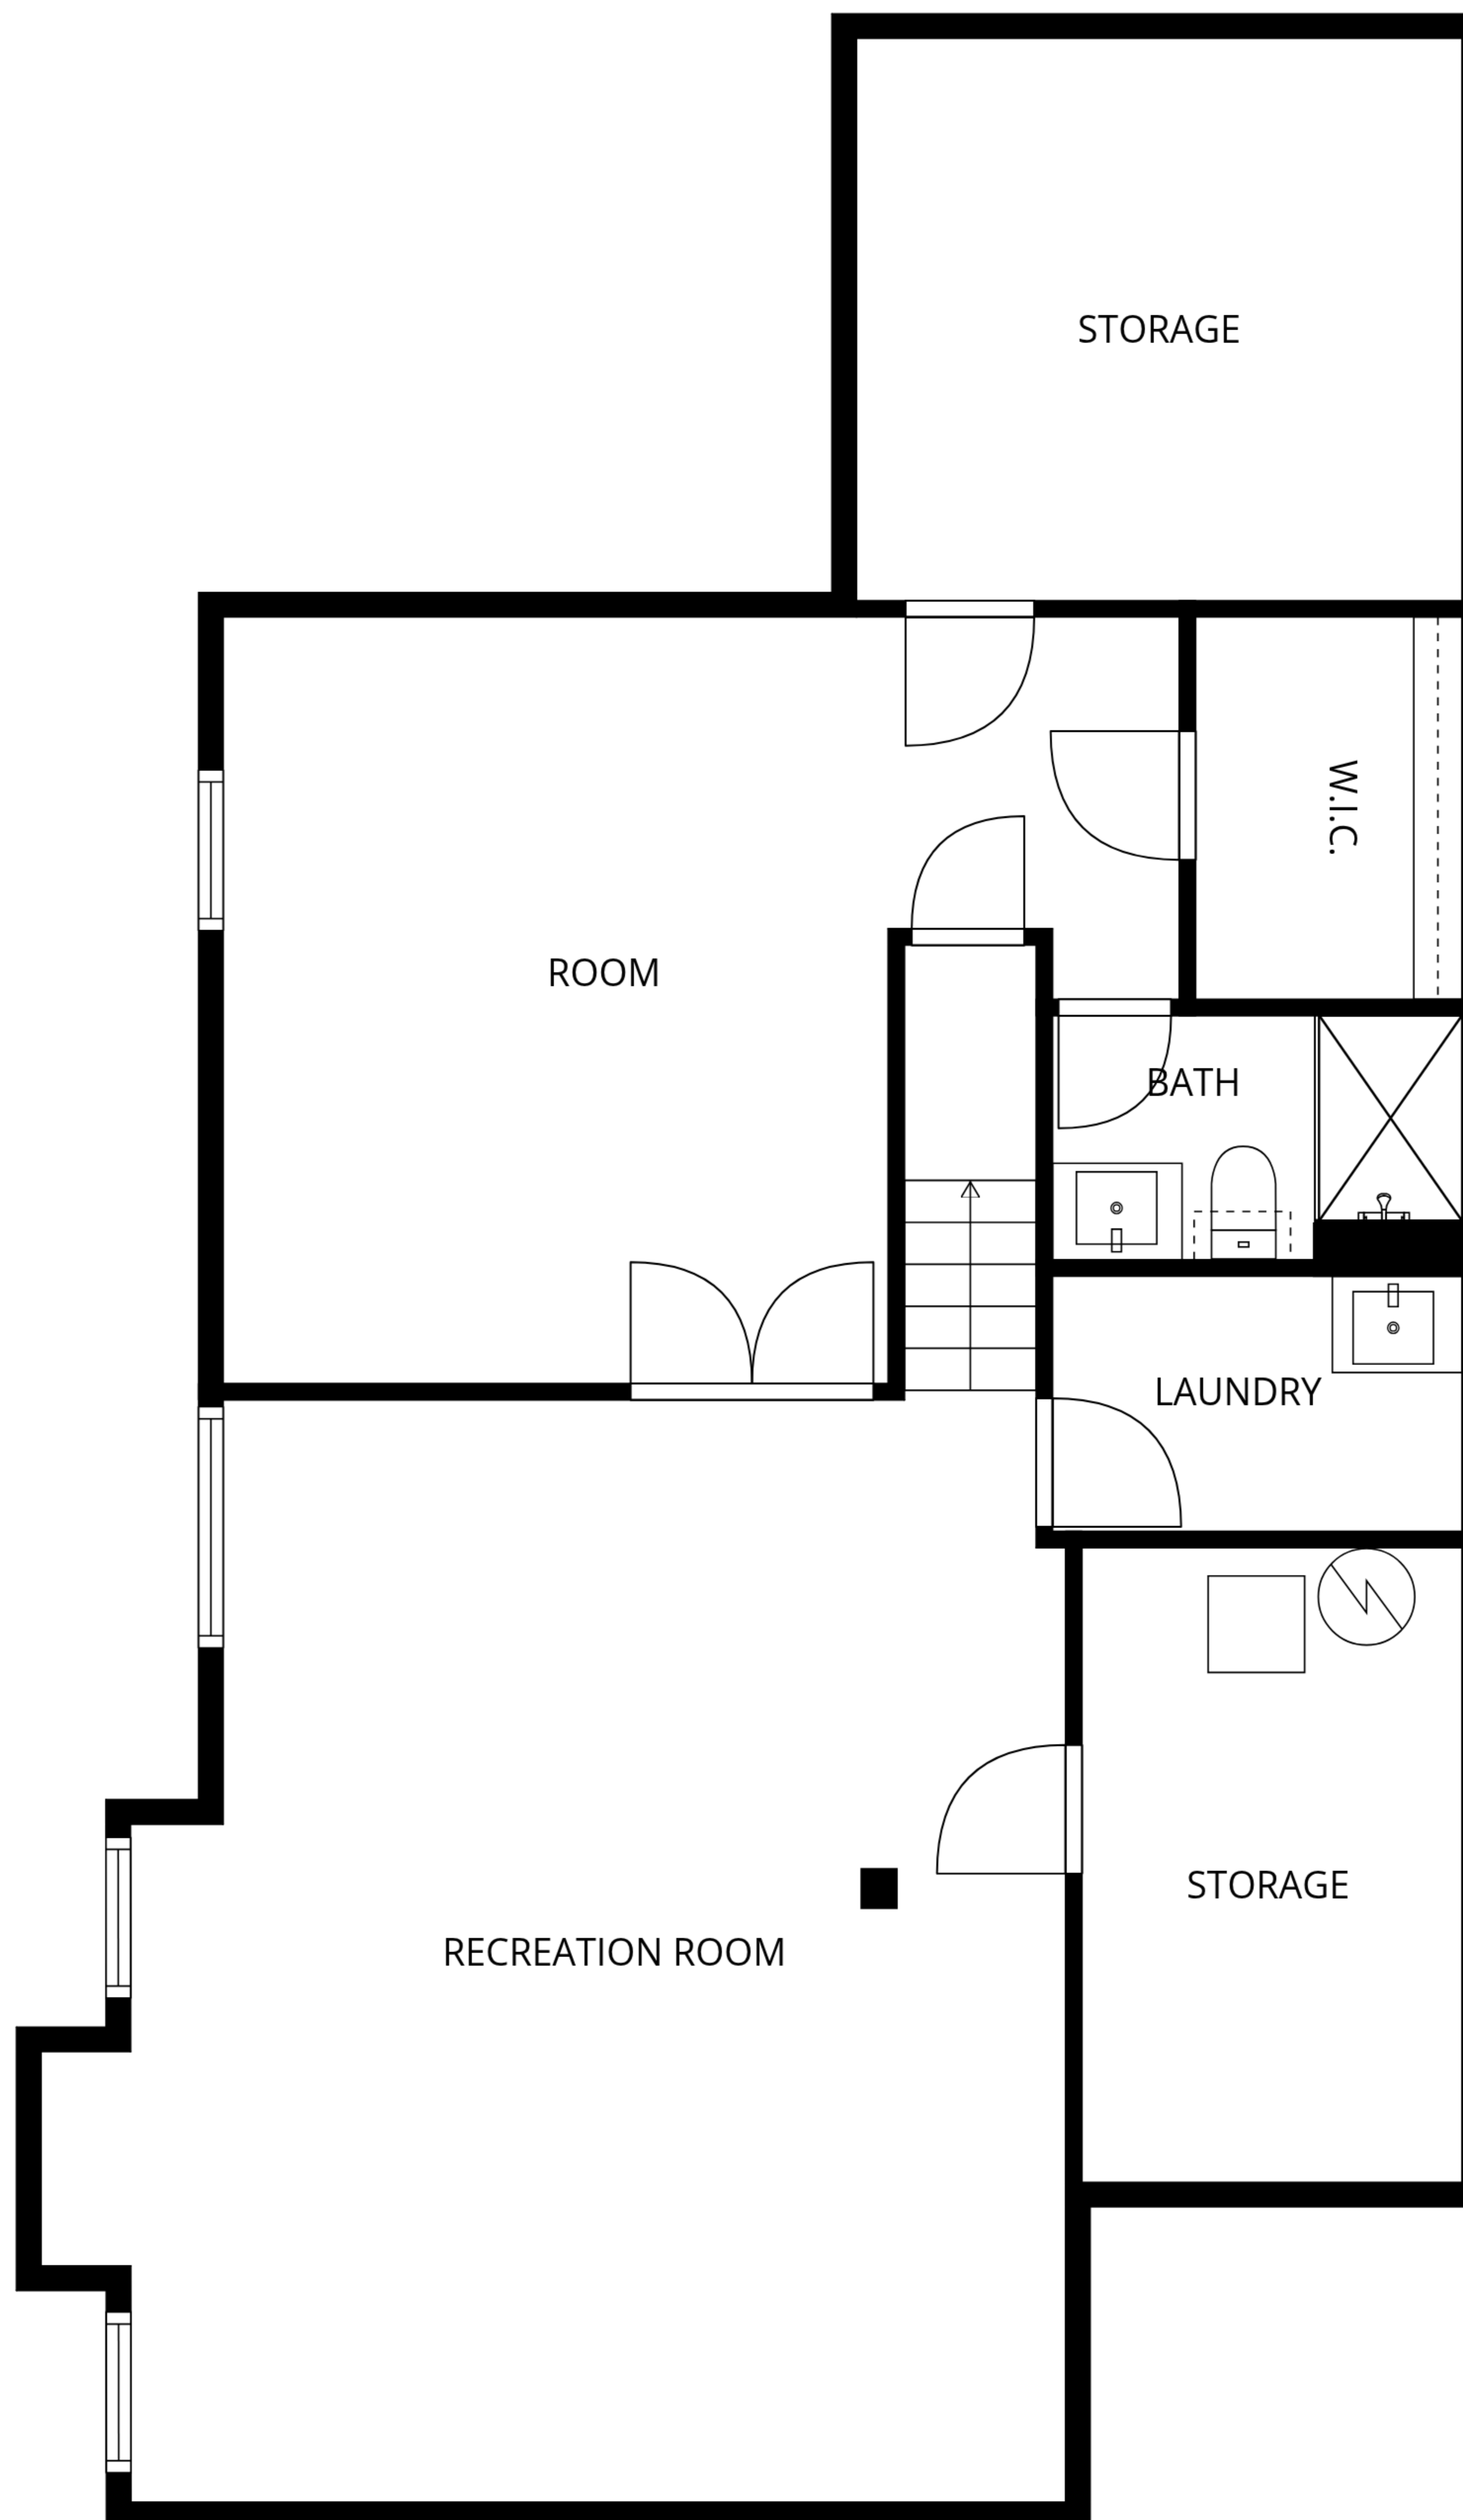 STORAGE
W.I.C.
ROOM
BATH
LAUNDRY
STORAGE
RECREATION ROOM